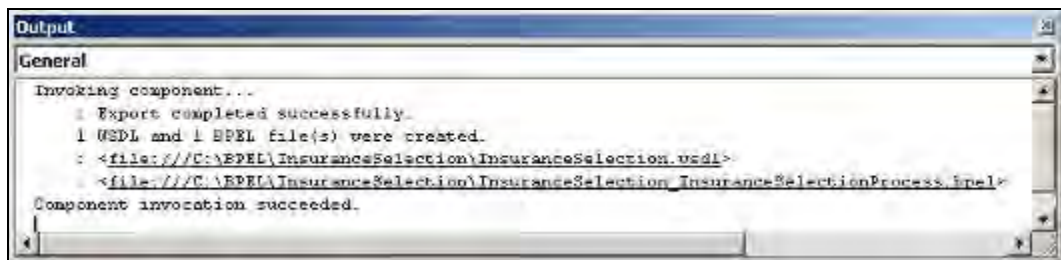 Output
General
Invoking component...
: Export completed successfully.
1 WSDL and 1 BPEL file(s) were created.
: <file:///C:\BPEL\InsuranceSelection\InsuranceSelection.wsdl>
: <file:///C:\BPEL\InsuranceSelection\InsuranceSelection_InsuranceSelectionProcess.bpel>
Component invocation succeeded.